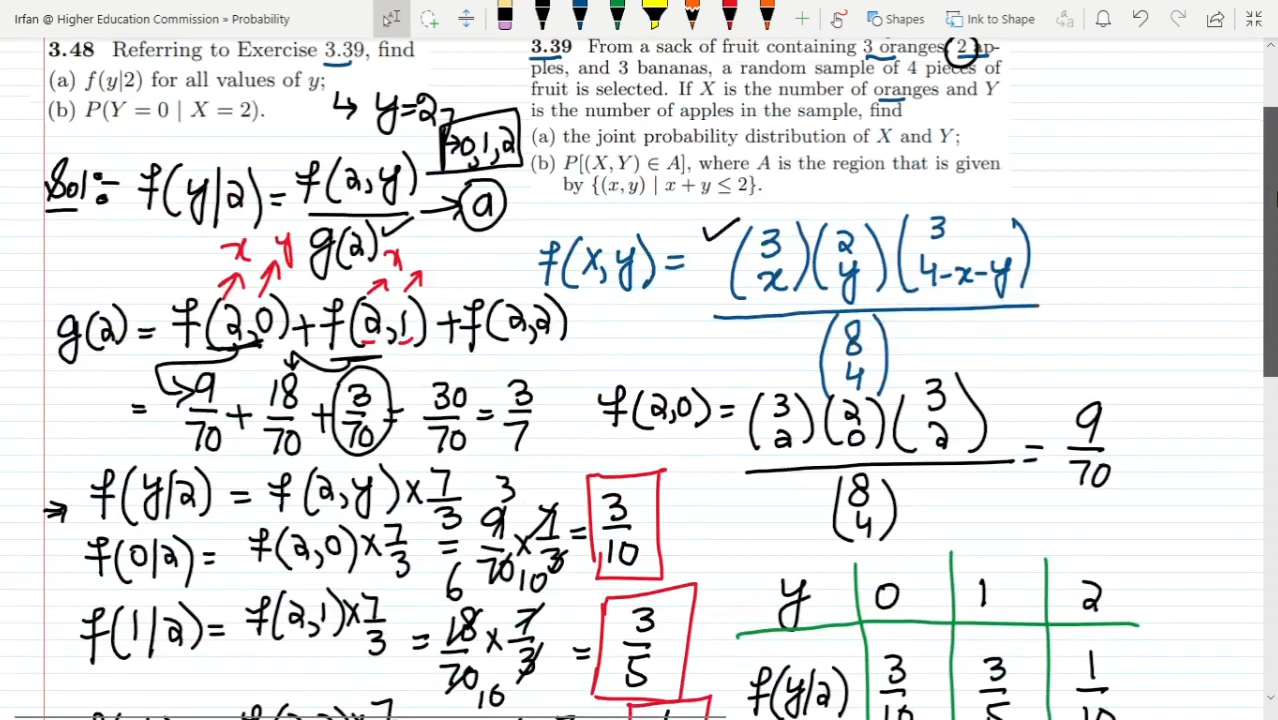 Irfan @ Higher Education Commission » Probability
Shapes
Ink to Shape
3.48 Referring to Exercise 3.39, find
(a) f(y|2) for all values of y;
(b) P(Y = 0 | X = 2).
↳ y=2
→0,1,2
3.39 From a sack of fruit containing 3 oranges, 2 ap-
ples, and 3 bananas, a random sample of 4 pieces of
fruit is selected. If X is the number of oranges and Y
is the number of apples in the sample, find
(a) the joint probability distribution of X and Y;
(b) P[(X, Y) ∈ A], where A is the region that is given
by {(x, y) | x + y ≤ 2}.
Sol:- f(y|2) = f(2,y) / g(2) → a
x y x
g(2) = f(2,0) + f(2,1) + f(2,2)
= 9/70 + 18/70 + 3/70 = 30/70 = 3/7
⇒ f(y|2) = f(2,y) × 7/3
f(0|2) = f(2,0) × 7/3 = 9/70 × 7/3 = 3/10
3 10
f(1|2) = f(2,1) × 7/3 = 18/70 × 7/3 = 3/5
6 10
f(x,y) = (3 x)(2 y)(3 4-x-y) / (8 4)
f(2,0) = (3 2)(2 0)(3 2) / (8 4) = 9/70
y 0 1 2
f(y|2) 3/10 3/5 1/10